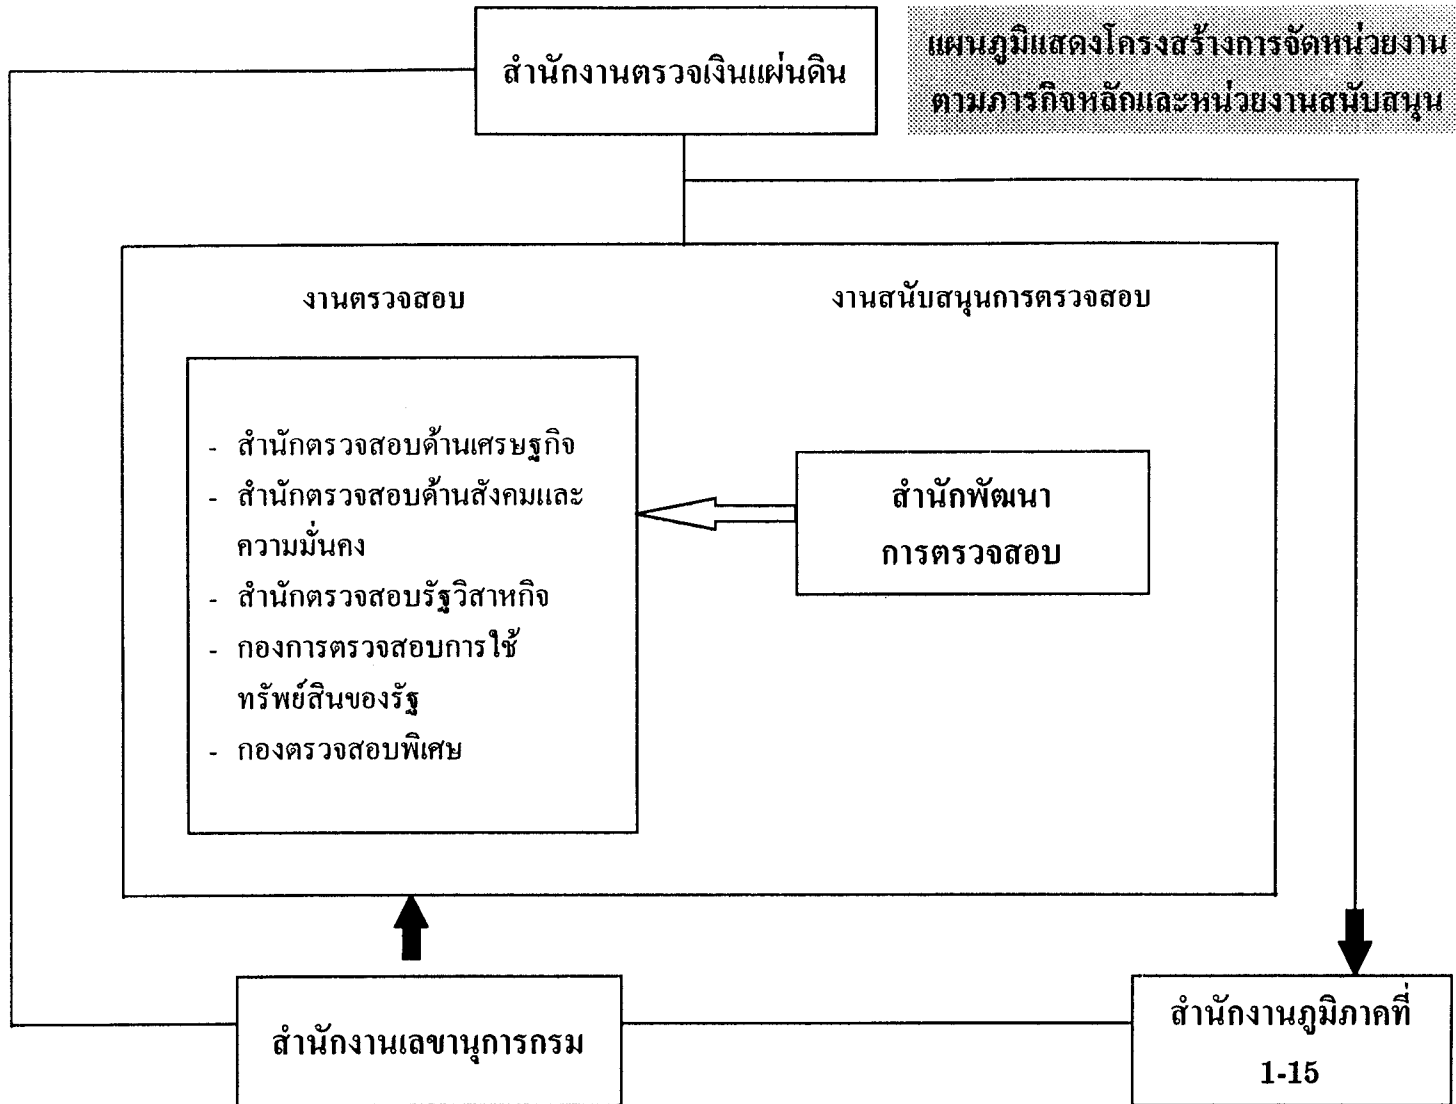 สำนักงานตรวจเงินแผ่นดิน
แผนภูมิแสดงโครงสร้างการจัดหน่วยงาน
ตามภารกิจหลักและหน่วยงานสนับสนุน
งานตรวจสอบ
งานสนับสนุนการตรวจสอบ
- สำนักตรวจสอบด้านเศรษฐกิจ
- สำนักตรวจสอบด้านสังคมและ
ความมั่นคง
- สำนักตรวจสอบรัฐวิสาหกิจ
- กองการตรวจสอบการใช้
ทรัพย์สินของรัฐ
- กองตรวจสอบพิเศษ
สำนักพัฒนา
การตรวจสอบ
สำนักงานเลขานุการกรม
สำนักงานภูมิภาคที่
1-15